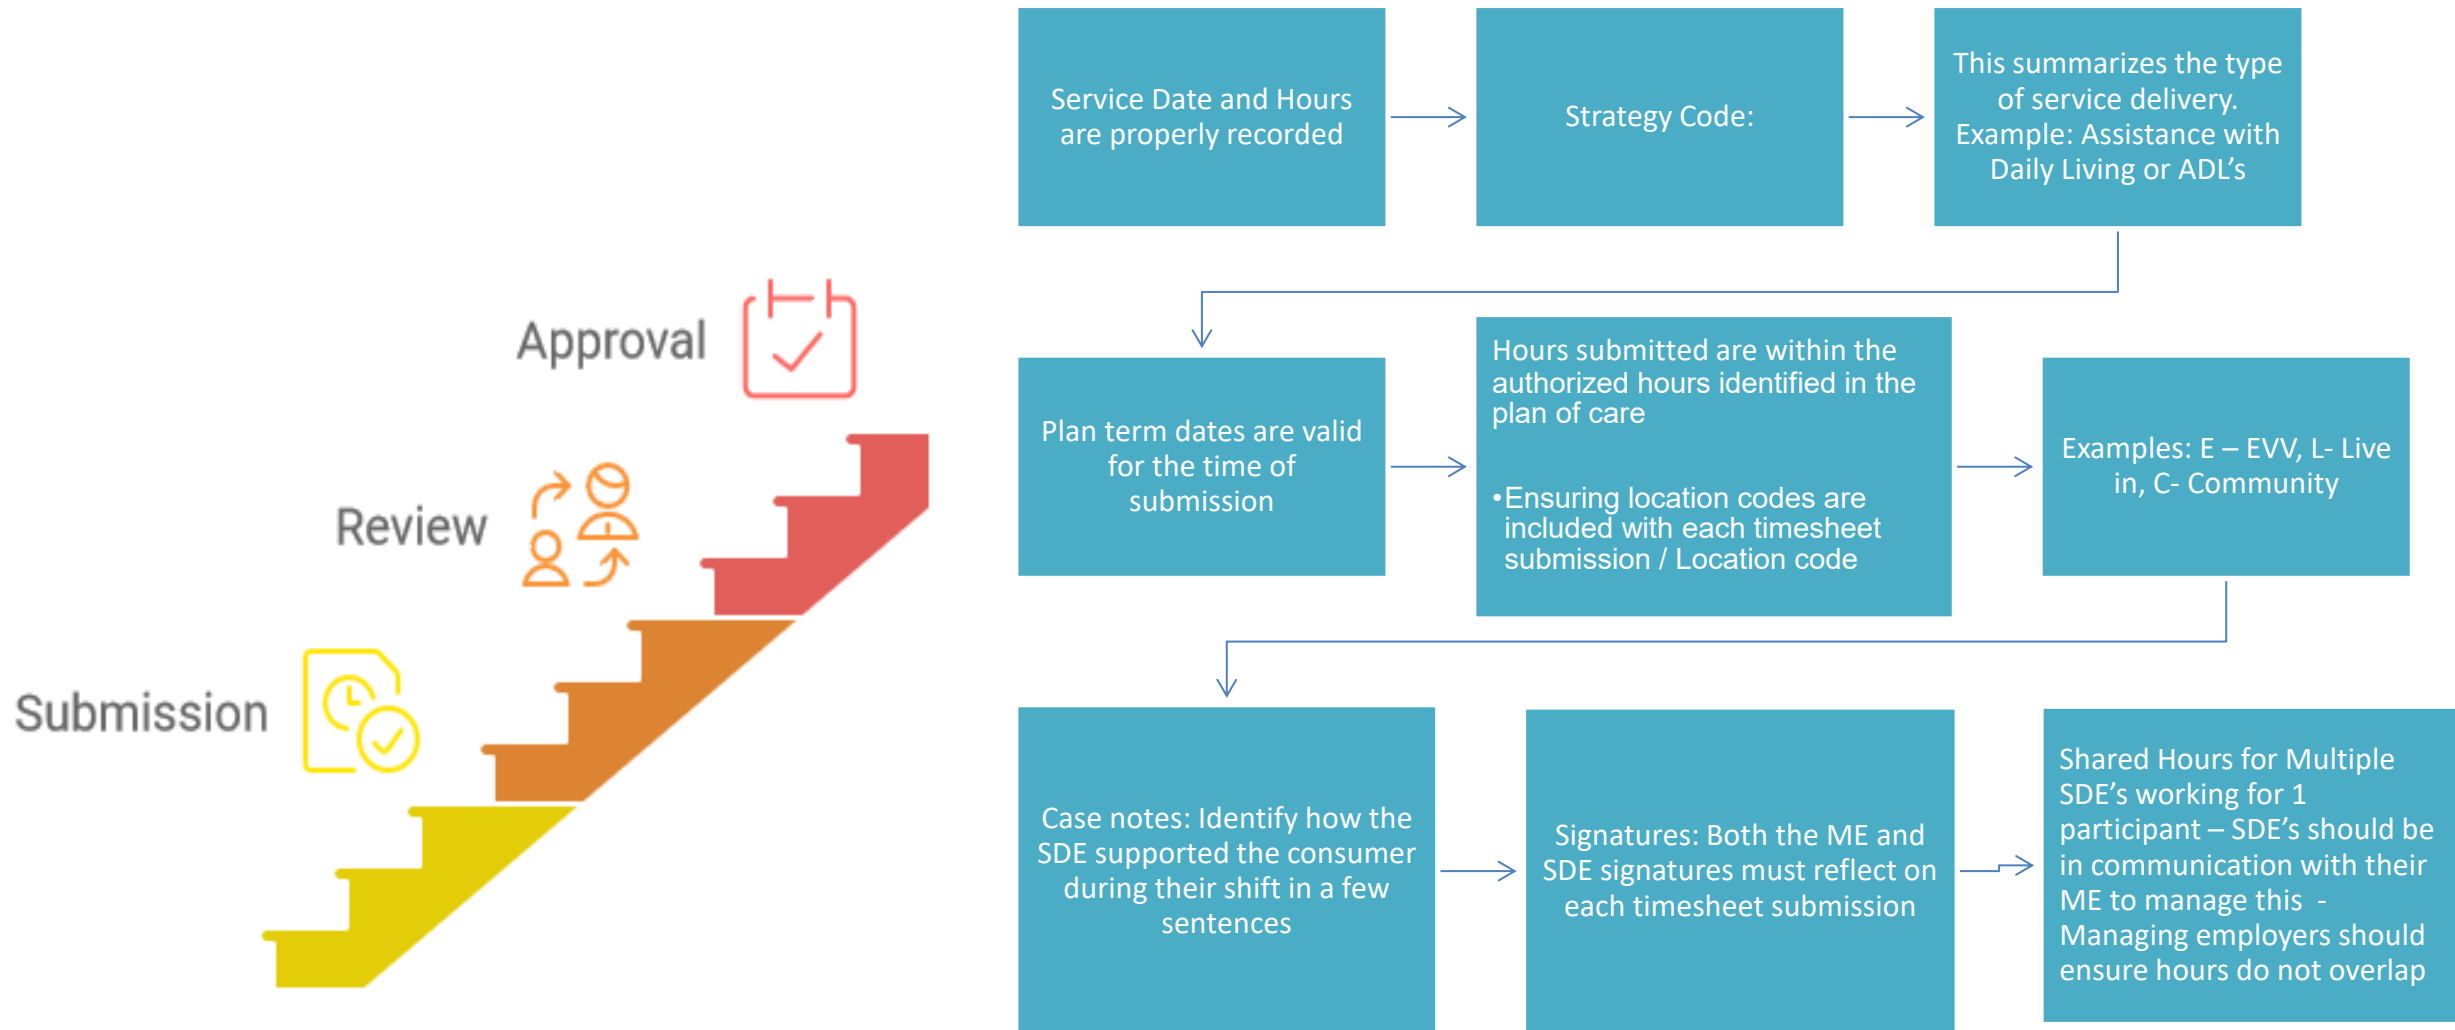 Approval
Review
Submission
Service Date and Hours
are properly recorded
Strategy Code:
This summarizes the type
of service delivery.
Example: Assistance with
Daily Living or ADL’s
Plan term dates are valid
for the time of
submission
Hours submitted are within the
authorized hours identified in the
plan of care
•Ensuring location codes are
included with each timesheet
submission / Location code
Examples: E – EVV, L- Live
in, C- Community
Case notes: Identify how the
SDE supported the consumer
during their shift in a few
sentences
Signatures: Both the ME and
SDE signatures must reflect on
each timesheet submission
Shared Hours for Multiple
SDE’s working for 1
participant – SDE’s should be
in communication with their
ME to manage this -
Managing employers should
ensure hours do not overlap